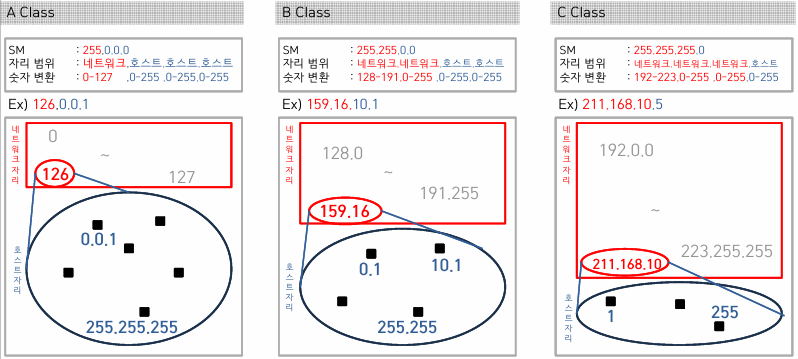 A Class
SM : 255.0.0.0
자리 범위 : 네트워크.호스트.호스트.호스트
숫자 변환 : 0-127 .0-255 .0-255.0-255
Ex) 126.0.0.1
네트워크자리
0
~
127
126
호스트자리
0.0.1
255.255.255
B Class
SM : 255.255.0.0
자리 범위 : 네트워크.네트워크.호스트.호스트
숫자 변환 : 128-191.0-255 .0-255.0-255
Ex) 159.16.10.1
네트워크자리
128.0
~
191.255
159.16
호스트자리
0.1
10.1
255.255
C Class
SM : 255.255.255.0
자리 범위 : 네트워크.네트워크.네트워크.호스트
숫자 변환 : 192-223.0-255 .0-255.0-255
Ex) 211.168.10.5
네트워크자리
192.0.0
~
223.255.255
211.168.10
호스트자리
1
255